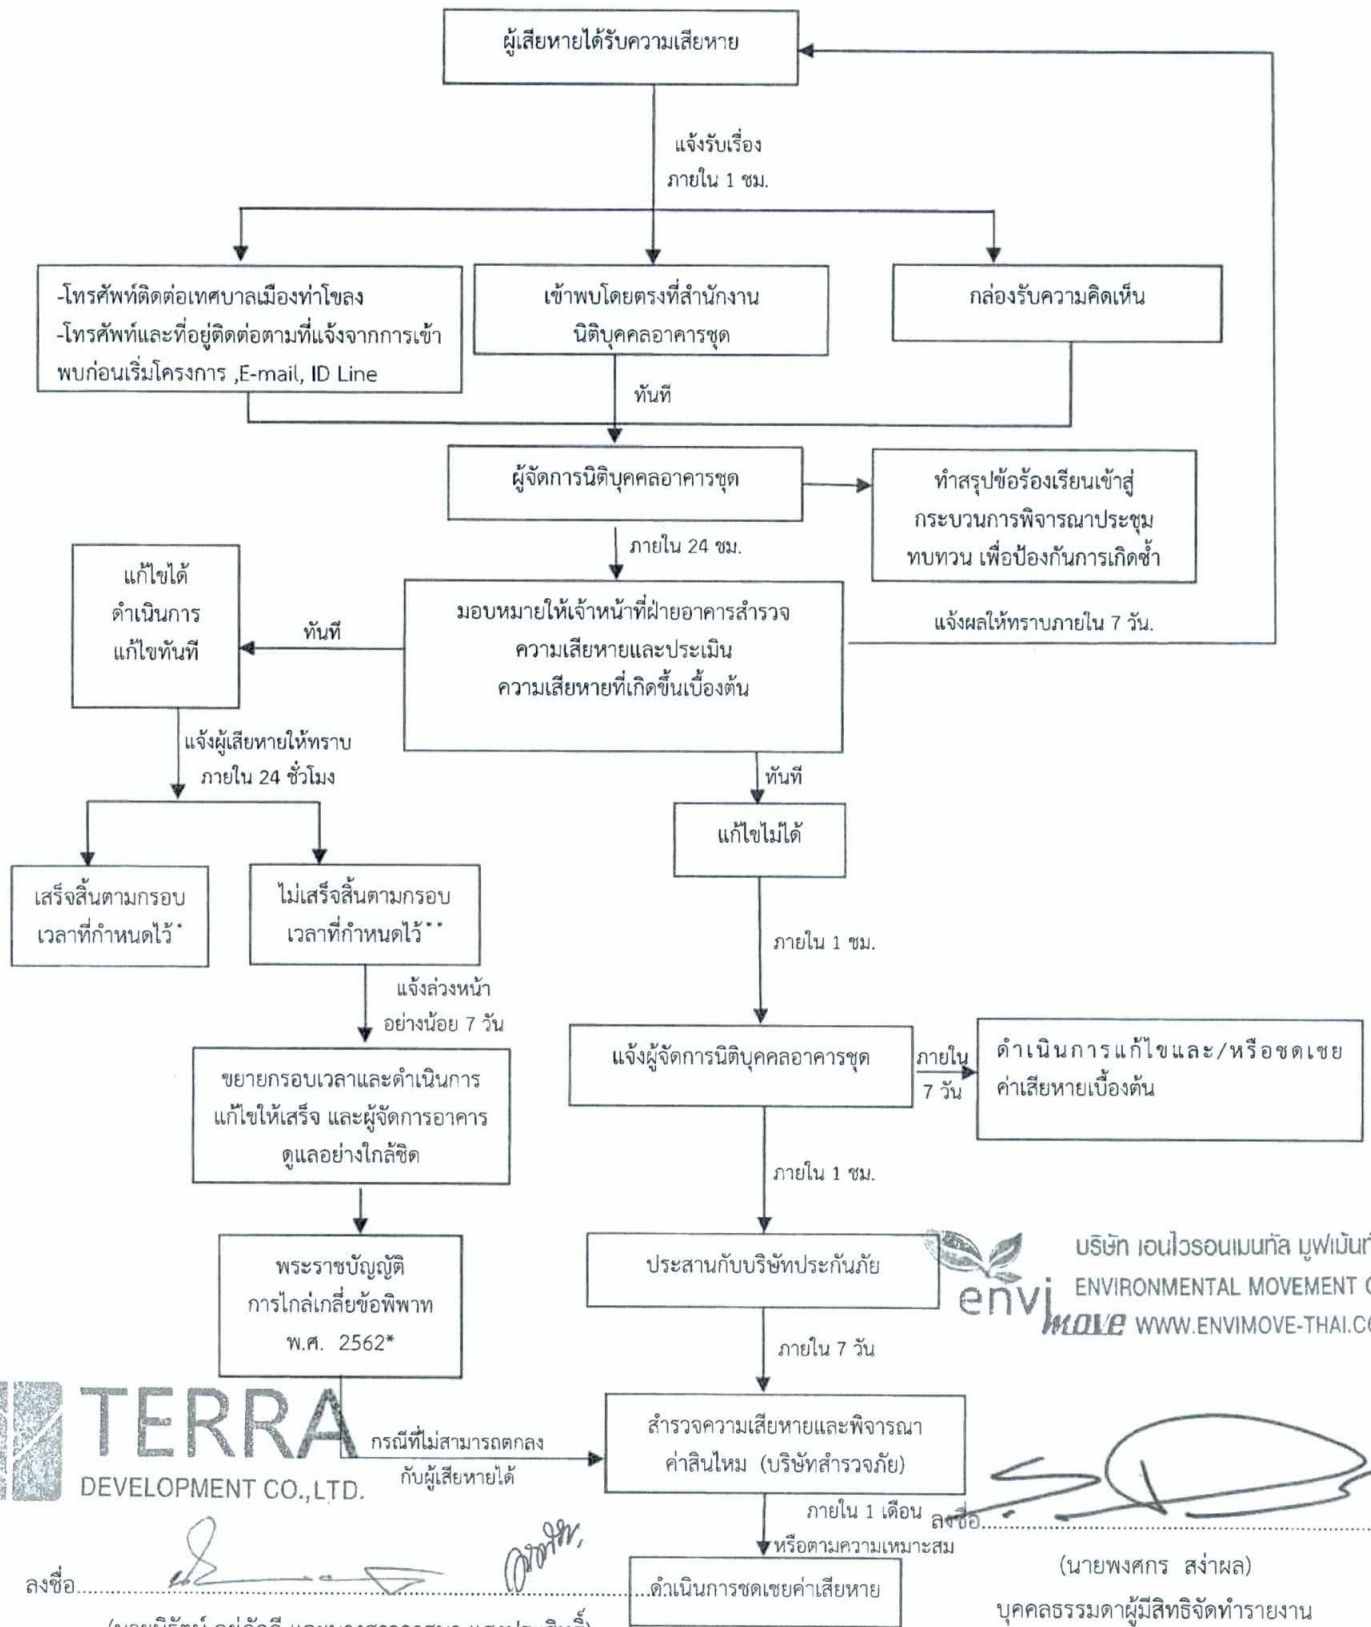 ผู้เสียหายได้รับความเสียหาย
แจ้งรับเรื่อง
ภายใน 1 ชม.
-โทรศัพท์ติดต่อเทศบาลเมืองท่าโขลง
-โทรศัพท์และที่อยู่ติดต่อตามที่แจ้งจากการเข้า
พบก่อนเริ่มโครงการ ,E-mail, ID Line
เข้าพบโดยตรงที่สำนักงาน
นิติบุคคลอาคารชุด
กล่องรับความคิดเห็น
ทันที
ผู้จัดการนิติบุคคลอาคารชุด
ทำสรุปข้อร้องเรียนเข้าสู่
กระบวนการพิจารณาประชุม
ทบทวน เพื่อป้องกันการเกิดซ้ำ
ภายใน 24 ชม.
แก้ไขได้
ดำเนินการ
แก้ไขทันที
ทันที
มอบหมายให้เจ้าหน้าที่ฝ่ายอาคารสำรวจ
ความเสียหายและประเมิน
ความเสียหายที่เกิดขึ้นเบื้องต้น
แจ้งผลให้ทราบภายใน 7 วัน.
แจ้งผู้เสียหายให้ทราบ
ภายใน 24 ชั่วโมง
ทันที
แก้ไขไม่ได้
เสร็จสิ้นตามกรอบ
เวลาที่กำหนดไว้*
ไม่เสร็จสิ้นตามกรอบ
เวลาที่กำหนดไว้**
ภายใน 1 ชม.
แจ้งล่วงหน้า
อย่างน้อย 7 วัน
แจ้งผู้จัดการนิติบุคคลอาคารชุด
ภายใน
7 วัน
ดำเนินการแก้ไขและ/หรือชดเชย
ค่าเสียหายเบื้องต้น
ขยายกรอบเวลาและดำเนินการ
แก้ไขให้เสร็จ และผู้จัดการอาคาร
ดูแลอย่างใกล้ชิด
ภายใน 1 ชม.
พระราชบัญญัติ
การไกล่เกลี่ยข้อพิพาท
พ.ศ. 2562*
ประสานกับบริษัทประกันภัย
envi
move
บริษัท เอนไวรอนเมนทัล มูฟเม้นท์
ENVIRONMENTAL MOVEMENT
WWW.ENVIMOVE-THAI.CO
ภายใน 7 วัน
TERRA
DEVELOPMENT CO.,LTD.
กรณีที่ไม่สามารถตกลง
กับผู้เสียหายได้
สำรวจความเสียหายและพิจารณา
ค่าสินไหม (บริษัทสำรวจภัย)
ภายใน 1 เดือน
หรือตามความเหมาะสม
ดำเนินการชดเชยค่าเสียหาย
ลงชื่อ
ลงชื่อ
(นายพงศกร สง่าผล)
บุคคลธรรมดาผู้มีสิทธิจัดทำรายงาน